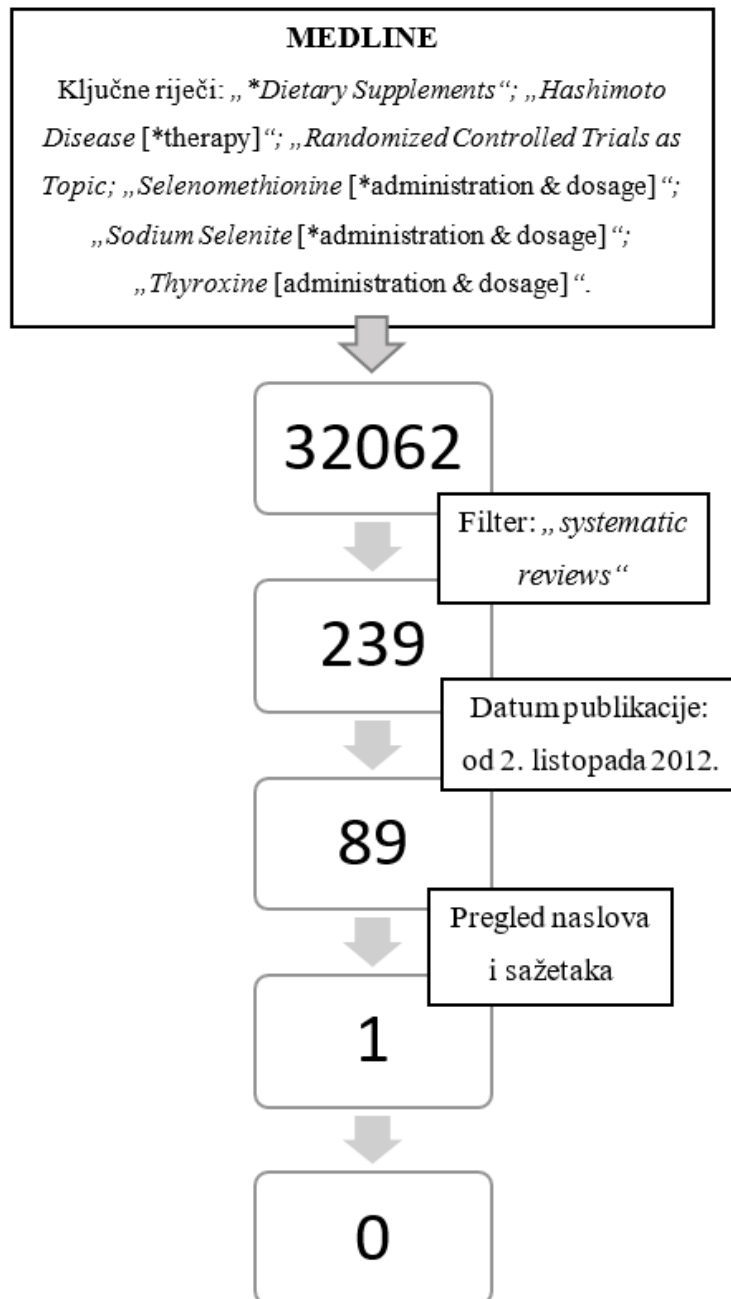 MEDLINE
Ključne riječi: „*Dietary Supplements“; „Hashimoto
Disease [*therapy]“; „Randomized Controlled Trials as
Topic; „Selenomethionine [*administration & dosage]“;
„Sodium Selenite [*administration & dosage]“;
„Thyroxine [administration & dosage]“.
32062
Filter: „systematic
reviews“
239
Datum publikacije:
od 2. listopada 2012.
89
Pregled naslova
i sažetaka
1
0